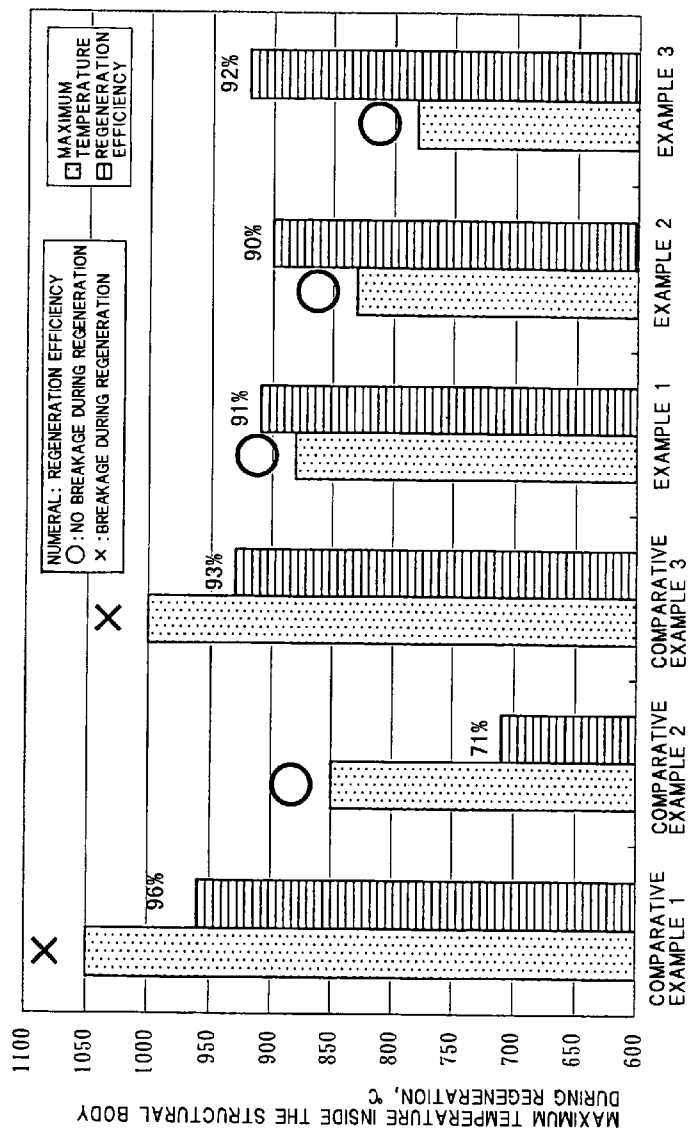 MAXIMUM TEMPERATURE INSIDE THE STRUCTURAL BODY
DURING REGENERATION, °C
1100
1050
1000
950
900
850
800
750
700
650
600
NUMERAL: REGENERATION EFFICIENCY
○: NO BREAKAGE DURING REGENERATION
×: BREAKAGE DURING REGENERATION
MAXIMUM
TEMPERATURE
REGENERATION
EFFICIENCY
96%
71%
93%
91%
90%
92%
COMPARATIVE
EXAMPLE 1
COMPARATIVE
EXAMPLE 2
COMPARATIVE
EXAMPLE 3
EXAMPLE 1
EXAMPLE 2
EXAMPLE 3